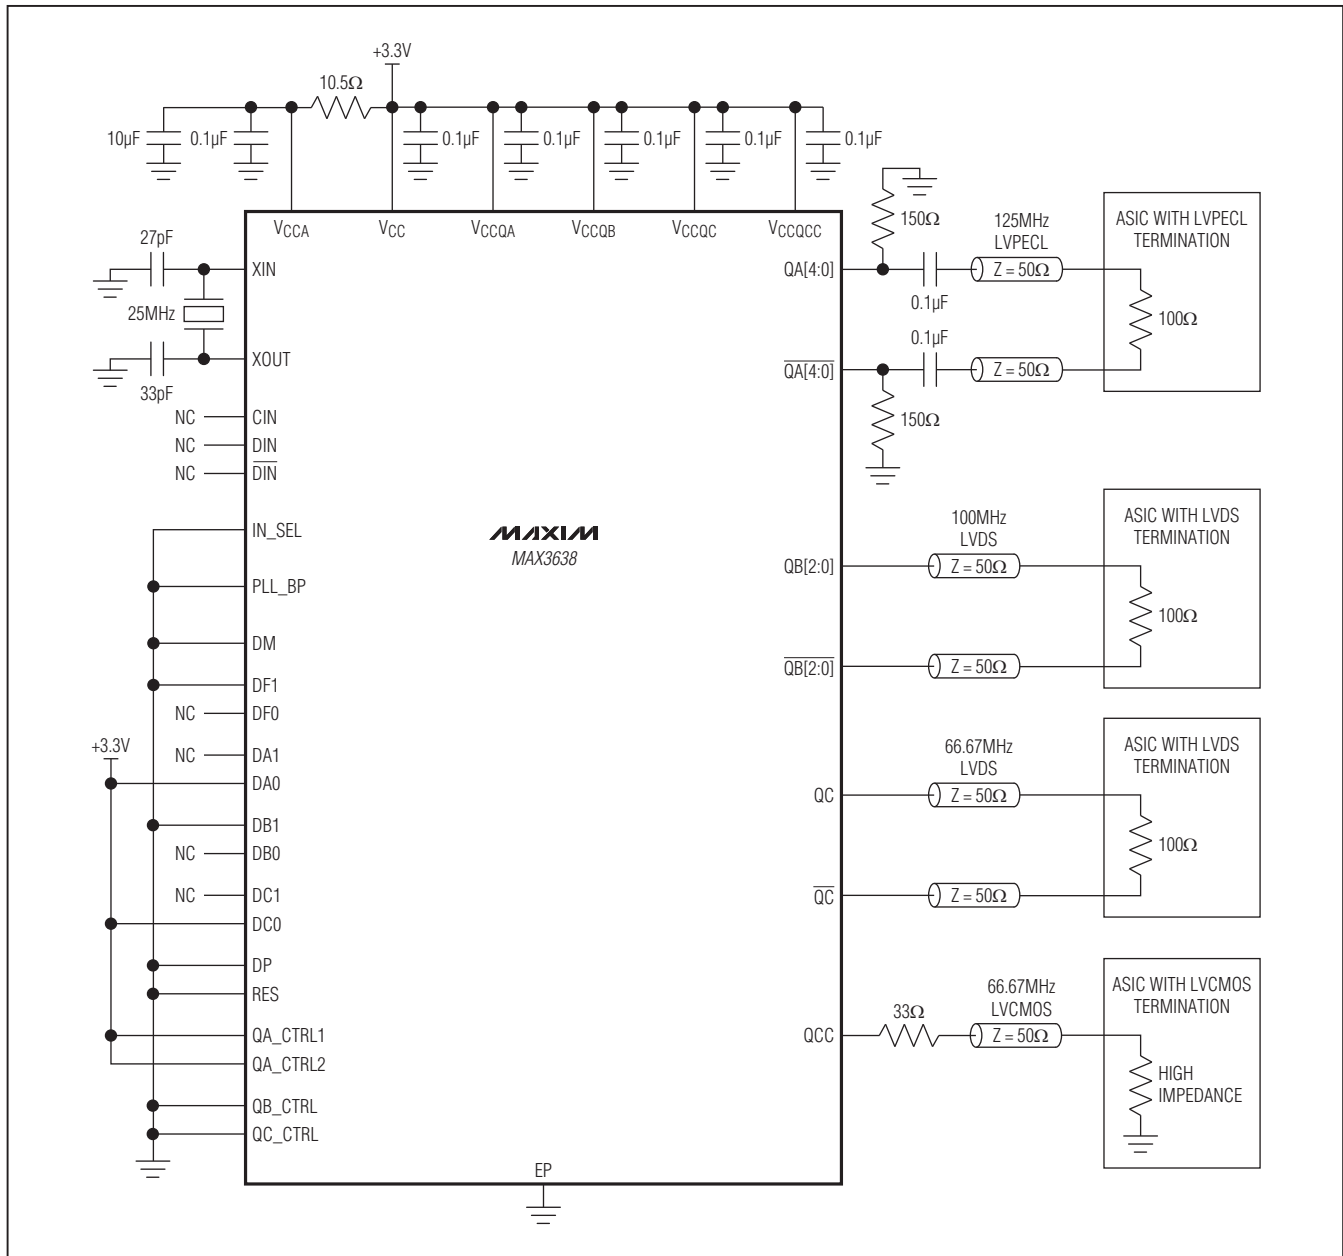 +3.3V
10.5Ω
10µF
0.1µF
0.1µF
0.1µF
0.1µF
0.1µF
0.1µF
VCCA
VCC
VCCQA
VCCQB
VCCQC
VCCQCC
27pF
XIN
25MHz
XOUT
33pF
NC
CIN
NC
DIN
NC
DIN
IN_SEL
PLL_BP
DM
DF1
NC
DF0
+3.3V
NC
DA1
DA0
DB1
NC
DB0
NC
DC1
DC0
DP
RES
QA_CTRL1
QA_CTRL2
QB_CTRL
QC_CTRL
MAXIM
MAX3638
EP
QA[4:0]
150Ω
0.1µF
125MHz
LVPECL
Z = 50Ω
ASIC WITH LVPECL
TERMINATION
100Ω
QA[4:0]
0.1µF
Z = 50Ω
150Ω
QB[2:0]
100MHz
LVDS
Z = 50Ω
ASIC WITH LVDS
TERMINATION
100Ω
QB[2:0]
Z = 50Ω
QC
66.67MHz
LVDS
Z = 50Ω
ASIC WITH LVDS
TERMINATION
100Ω
QC
Z = 50Ω
QCC
33Ω
66.67MHz
LVCMOS
Z = 50Ω
ASIC WITH LVCMOS
TERMINATION
HIGH
IMPEDANCE